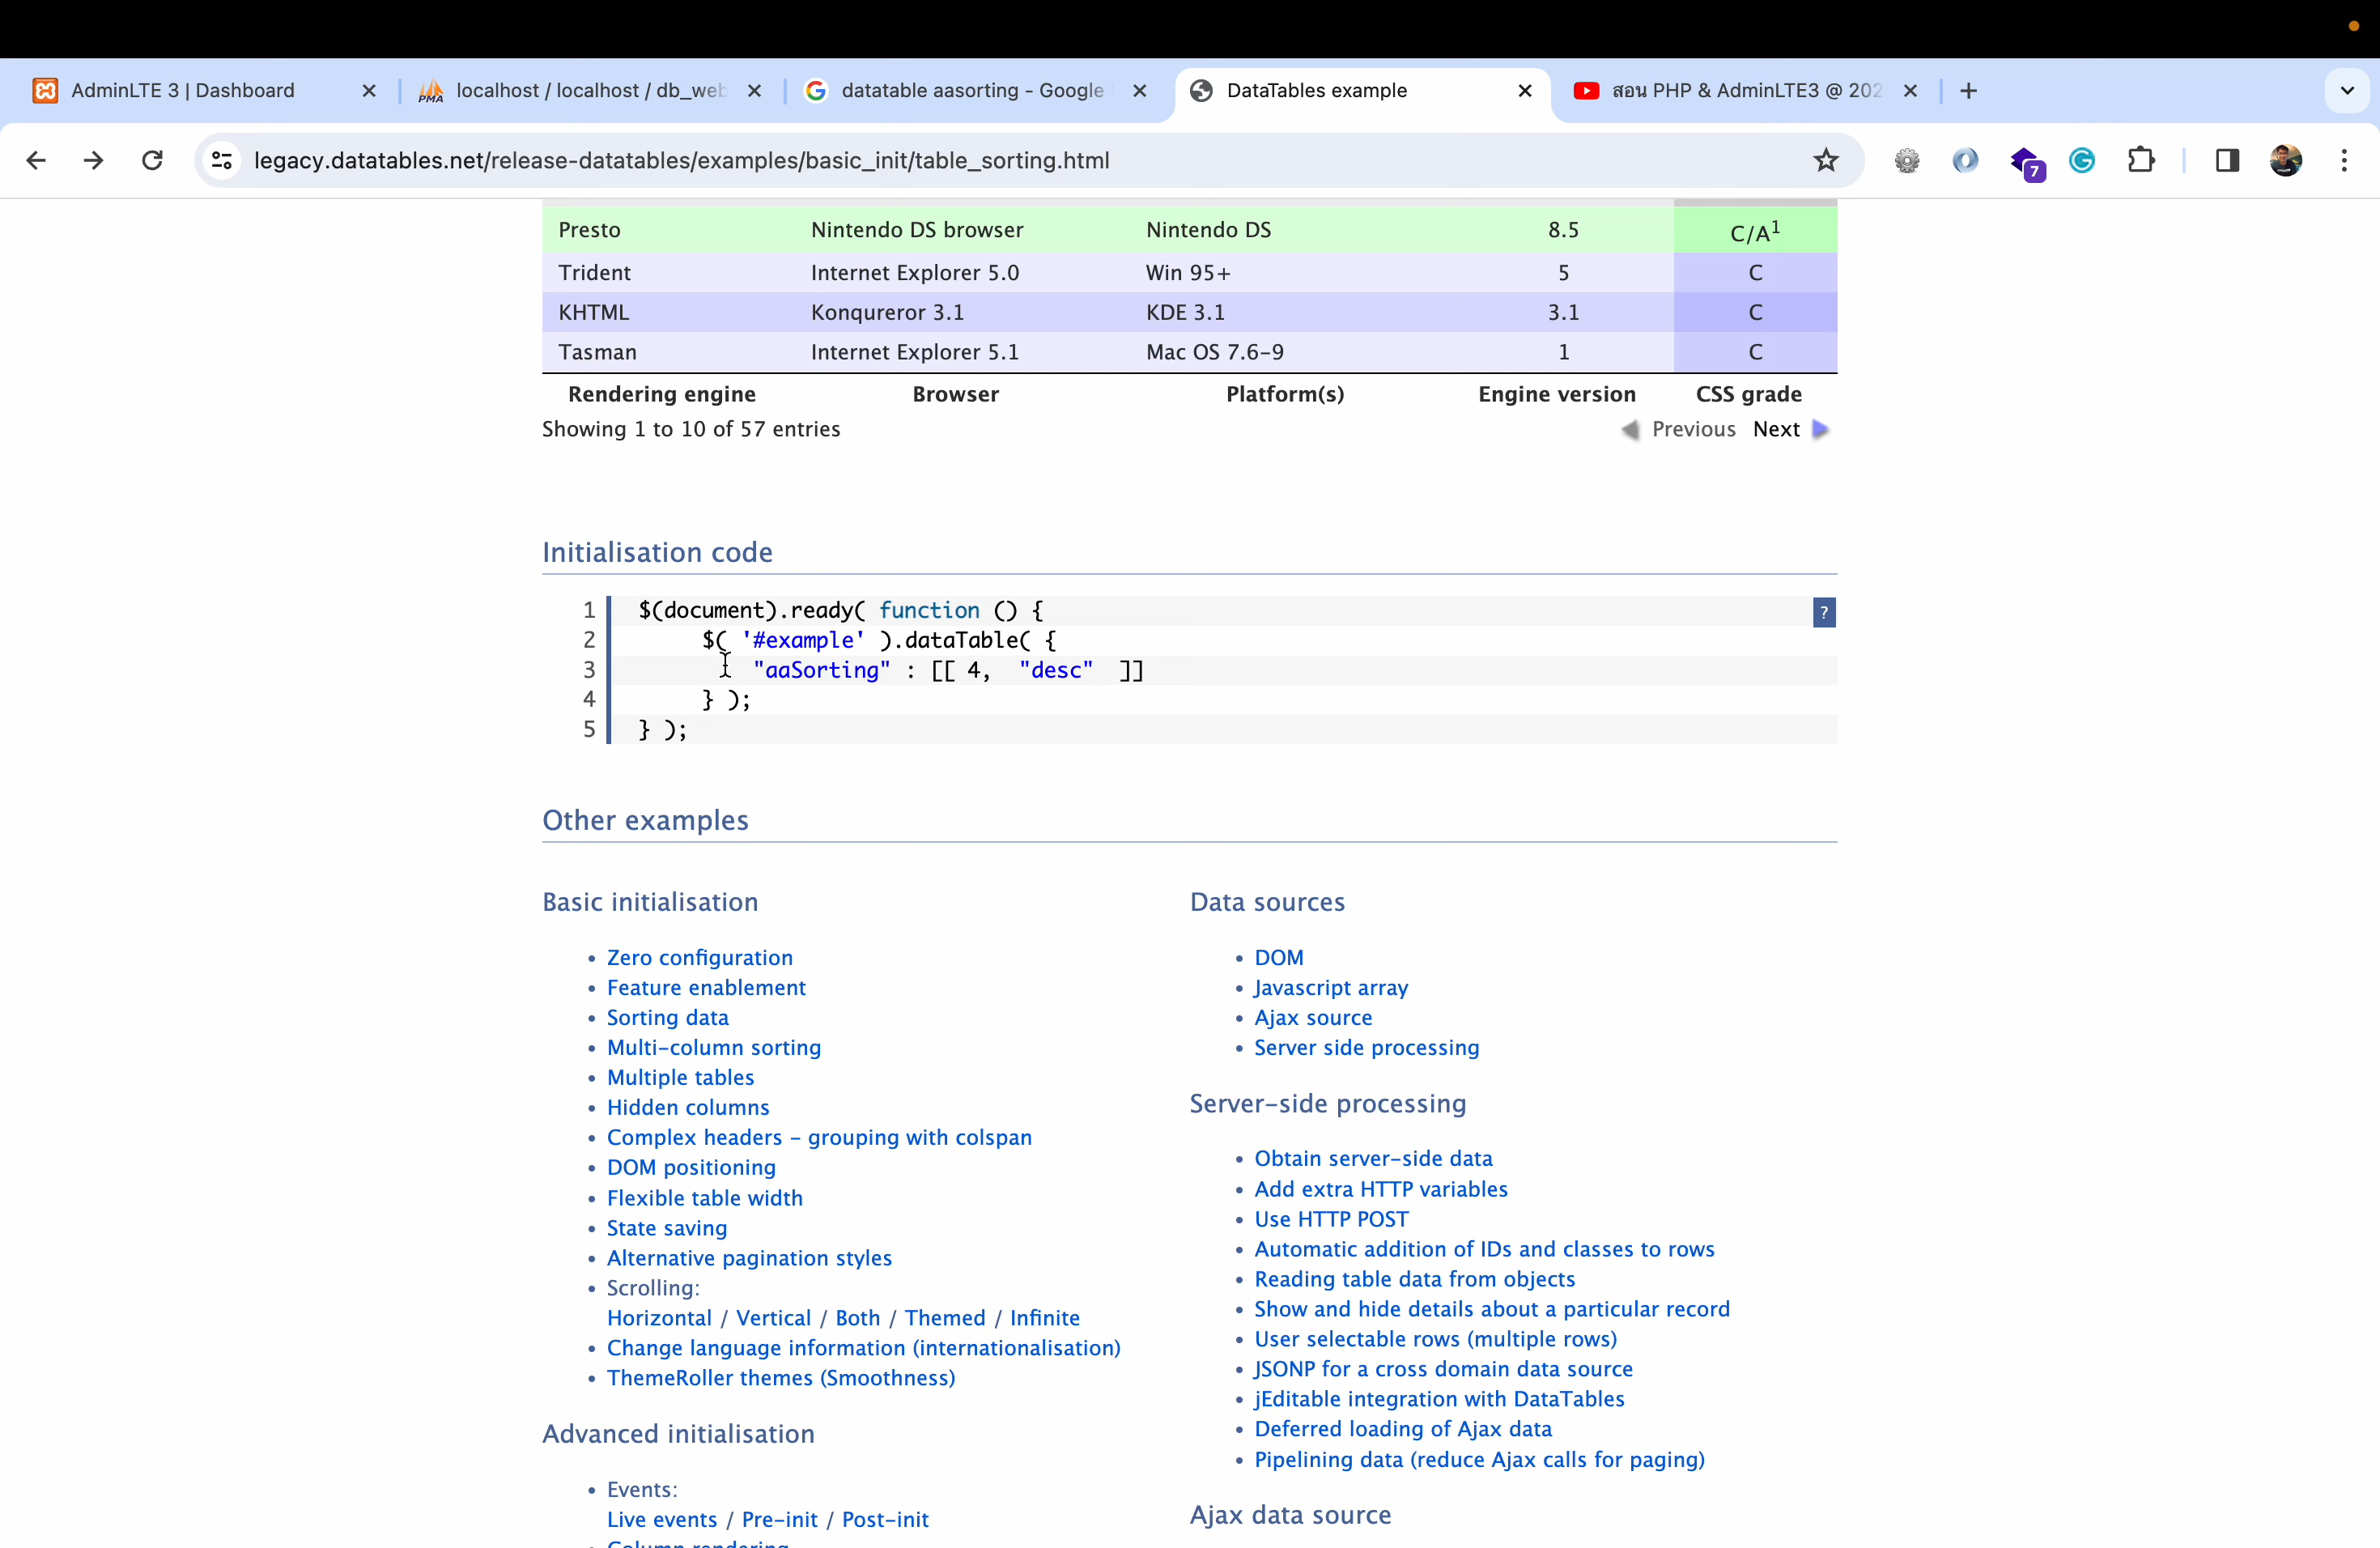 AdminLTE 3 | Dashboard
localhost / localhost / db_web
datatable aasorting - Google
DataTables example
สอน PHP & AdminLTE3 @ 202
legacy.datatables.net/release-datatables/examples/basic_init/table_sorting.html
7
Presto Nintendo DS browser Nintendo DS 8.5 C/A1
Trident Internet Explorer 5.0 Win 95+ 5 C
KHTML Konqureror 3.1 KDE 3.1 3.1 C
Tasman Internet Explorer 5.1 Mac OS 7.6-9 1 C
Rendering engine Browser Platform(s) Engine version CSS grade
Showing 1 to 10 of 57 entries
Previous Next
Initialisation code
1 $(document).ready( function () {
?
2 $( '#example' ).dataTable( {
3 "aaSorting" : [[ 4, "desc" ]]
4 } );
5 } );
Other examples
Basic initialisation
• Zero configuration
• Feature enablement
• Sorting data
• Multi-column sorting
• Multiple tables
• Hidden columns
• Complex headers - grouping with colspan
• DOM positioning
• Flexible table width
• State saving
• Alternative pagination styles
• Scrolling:
Horizontal / Vertical / Both / Themed / Infinite
• Change language information (internationalisation)
• ThemeRoller themes (Smoothness)
Advanced initialisation
• Events:
Live events / Pre-init / Post-init
• Column rendering
Data sources
• DOM
• Javascript array
• Ajax source
• Server side processing
Server-side processing
• Obtain server-side data
• Add extra HTTP variables
• Use HTTP POST
• Automatic addition of IDs and classes to rows
• Reading table data from objects
• Show and hide details about a particular record
• User selectable rows (multiple rows)
• JSONP for a cross domain data source
• jEditable integration with DataTables
• Deferred loading of Ajax data
• Pipelining data (reduce Ajax calls for paging)
Ajax data source